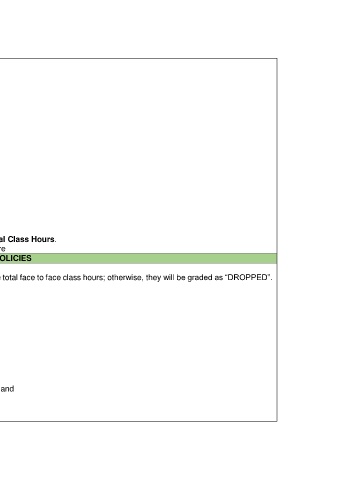 al Class Hours.
re
OLICIES
total face to face class hours; otherwise, they will be graded as “DROPPED”.
and